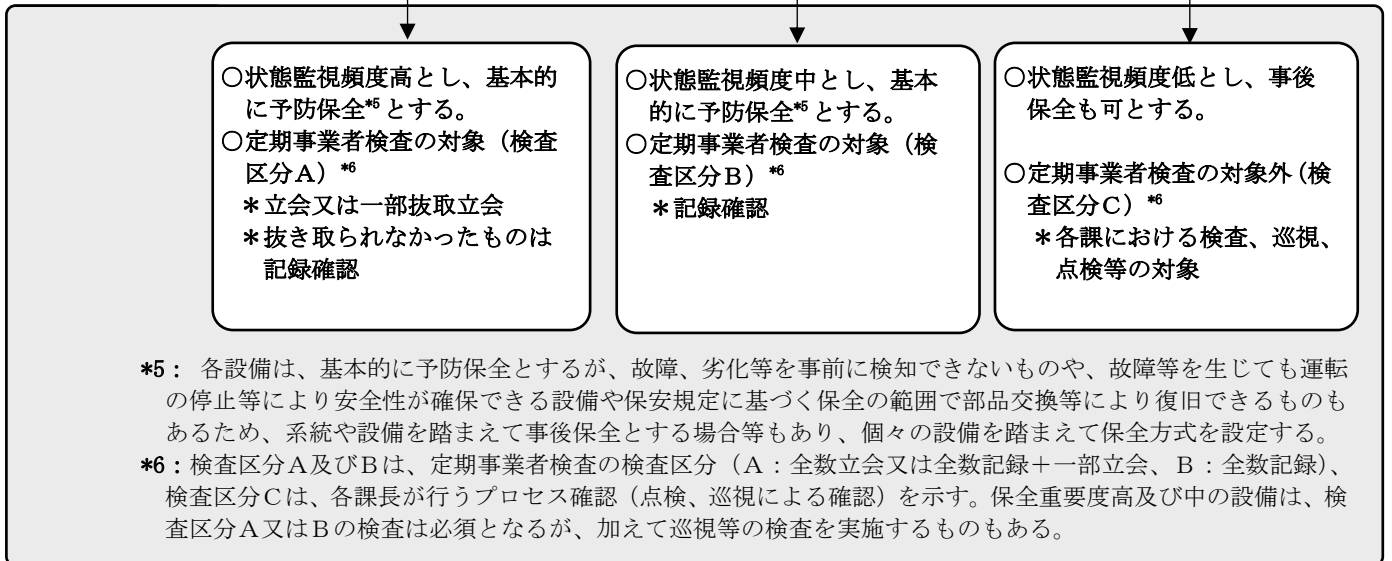 ○状態監視頻度高とし、基本的
に予防保全*5とする。
○定期事業者検査の対象（検査
区分A）*6
＊立会又は一部抜取立会
＊抜き取られなかったものは
記録確認
○状態監視頻度中とし、基本
的に予防保全*5とする。
○定期事業者検査の対象（検
査区分B）*6
＊記録確認
○状態監視頻度低とし、事後
保全も可とする。
○定期事業者検査の対象外（検
査区分C）*6
＊各課における検査、巡視、
点検等の対象
*5： 各設備は、基本的に予防保全とするが、故障、劣化等を事前に検知できないものや、故障等を生じても運転
の停止等により安全性が確保できる設備や保安規定に基づく保全の範囲で部品交換等により復旧できるものも
あるため、系統や設備を踏まえて事後保全とする場合等もあり、個々の設備を踏まえて保全方式を設定する。
*6：検査区分A及びBは、定期事業者検査の検査区分（A：全数立会又は全数記録＋一部立会、B：全数記録）、
検査区分Cは、各課長が行うプロセス確認（点検、巡視による確認）を示す。保全重要度高及び中の設備は、検
査区分A又はBの検査は必須となるが、加えて巡視等の検査を実施するものもある。